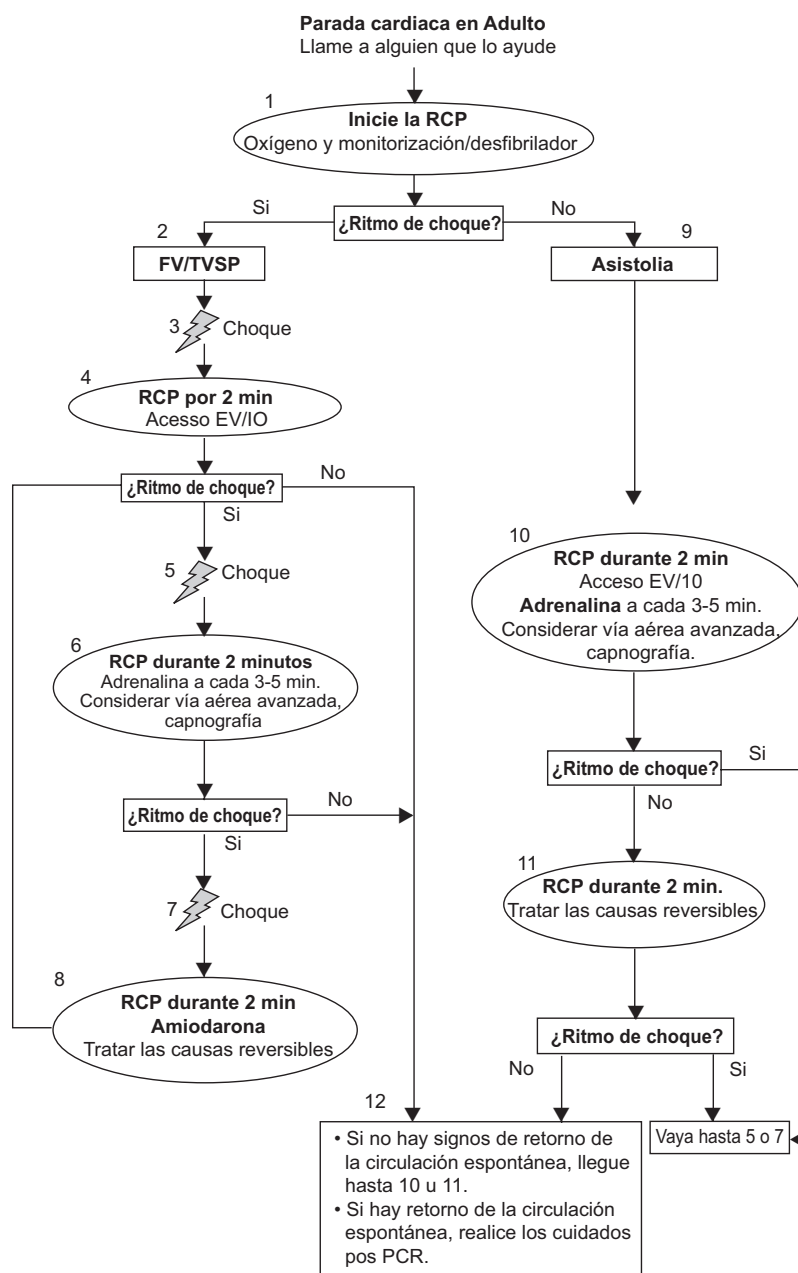 Parada cardiaca en Adulto
Llame a alguien que lo ayude
1
Inicie la RCP
Oxígeno y monitorización/desfibrilador
Si
¿Ritmo de choque?
No
2
FV/TVSP
9
Asistolia
3
Choque
4
RCP por 2 min
Acesso EV/IO
¿Ritmo de choque?
No
Si
5
Choque
6
RCP durante 2 minutos
Adrenalina a cada 3-5 min.
Considerar vía aérea avanzada,
capnografía
¿Ritmo de choque?
No
Si
7
Choque
8
RCP durante 2 min
Amiodarona
Tratar las causas reversibles
10
RCP durante 2 min
Acceso EV/10
Adrenalina a cada 3-5 min.
Considerar vía aérea avanzada,
capnografía.
¿Ritmo de choque?
Si
No
11
RCP durante 2 min.
Tratar las causas reversibles
¿Ritmo de choque?
No
Si
12
• Si no hay signos de retorno de
la circulación espontánea, llegue
hasta 10 u 11.
• Si hay retorno de la circulación
espontánea, realice los cuidados
pos PCR.
Vaya hasta 5 o 7